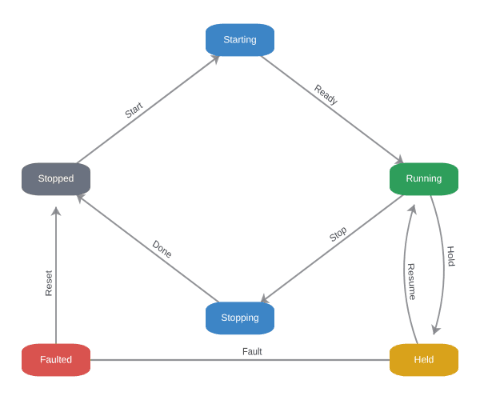 Starting
Start
Ready
Stopped
Running
Done
Stop
Hold
Resume
Reset
Stopping
Fault
Faulted
Held